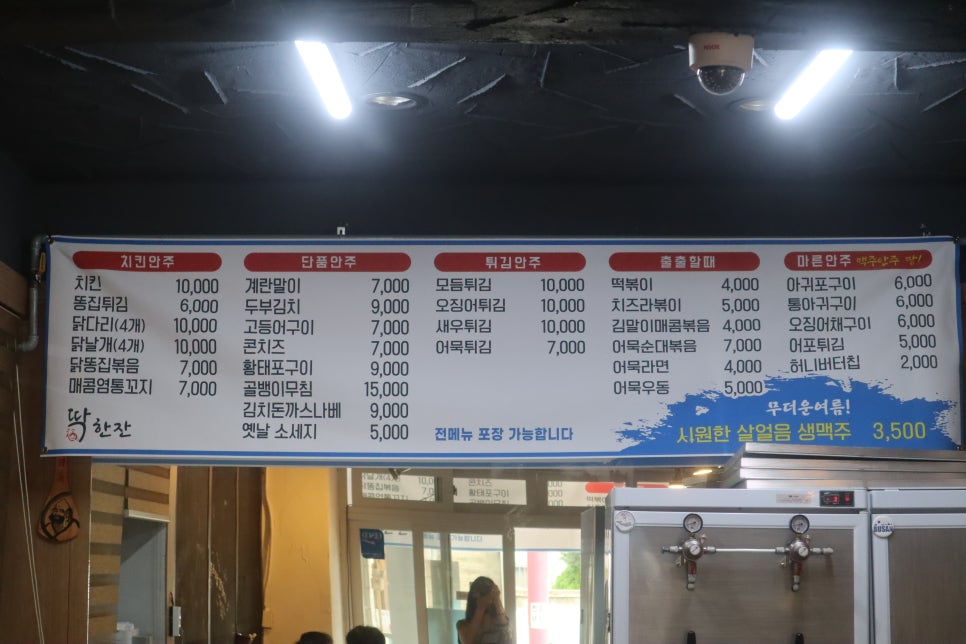 치킨안주
치킨 10,000
똥집튀김 6,000
닭다리(4개) 10,000
닭날개(4개) 10,000
닭똥집볶음 7,000
매콤염통꼬지 7,000
딱 한잔
단품안주
계란말이 7,000
두부김치 9,000
고등어구이 7,000
콘치즈 7,000
황태포구이 9,000
골뱅이무침 15,000
김치돈까스나베 9,000
옛날 소세지 5,000
튀김안주
모듬튀김 10,000
오징어튀김 10,000
새우튀김 10,000
어묵튀김 7,000
전메뉴 포장 가능합니다
출출할때
떡볶이 4,000
치즈라볶이 5,000
김말이매콤볶음 4,000
어묵순대볶음 7,000
어묵라면 4,000
어묵우동 5,000
마른안주 맥주안주 딱!
아귀포구이 6,000
통아귀구이 6,000
오징어채구이 6,000
어포튀김 5,000
허니버터칩 2,000
무더운여름!
시원한 살얼음 생맥주 3,500
콘치즈
황태포구이
BUSAN